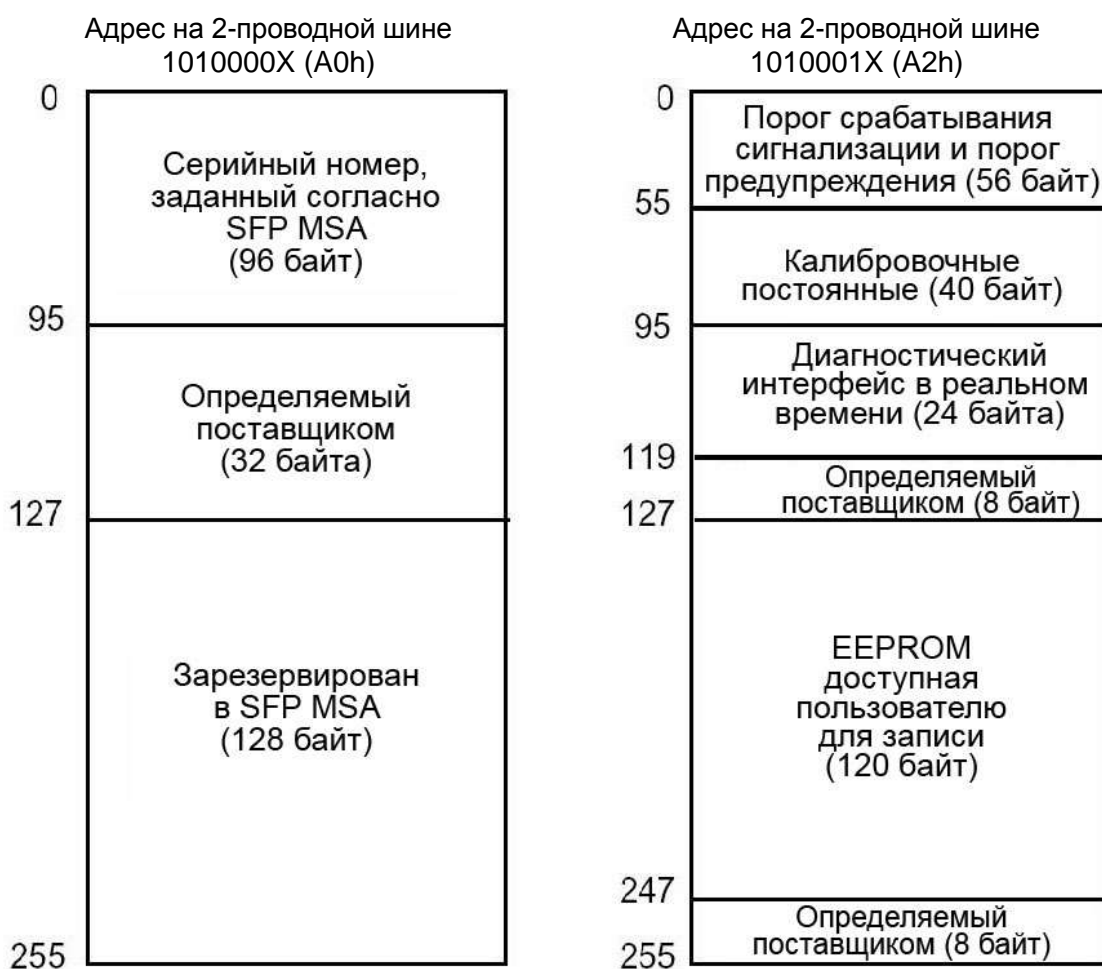 Адрес на 2-проводной шине
1010000X (A0h)
0
Серийный номер,
заданный согласно
SFP MSA
(96 байт)
95
Определяемый
поставщиком
(32 байта)
127
Зарезервирован
в SFP MSA
(128 байт)
255
Адрес на 2-проводной шине
1010001X (A2h)
0
Порог срабатывания
сигнализации и порог
предупреждения (56 байт)
55
Калибровочные
постоянные (40 байт)
95
Диагностический
интерфейс в реальном
времени (24 байта)
119
Определяемый
поставщиком (8 байт)
127
EEPROM
доступная
пользователю
для записи
(120 байт)
247
Определяемый
поставщиком (8 байт)
255